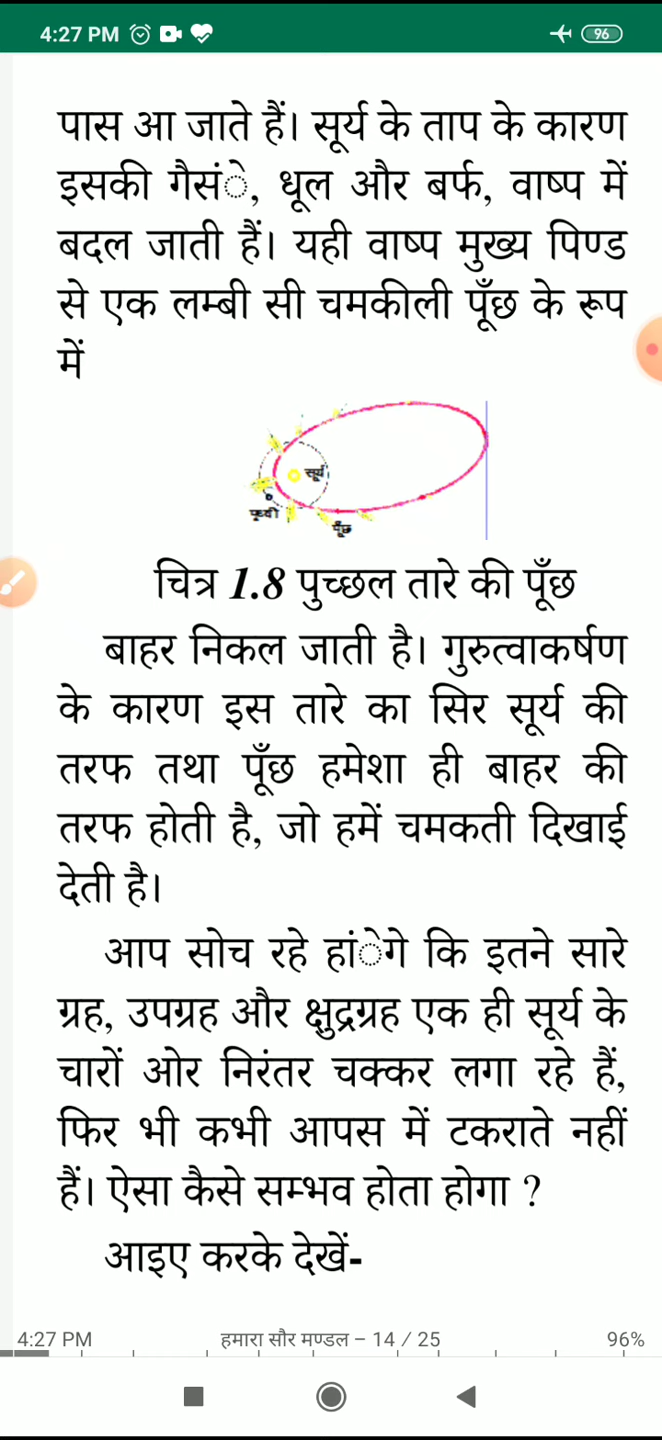 4:27 PM
96
पास आ जाते हैं। सूर्य के ताप के कारण
इसकी गैसंे, धूल और बर्फ, वाष्प में
बदल जाती हैं। यही वाष्प मुख्य पिण्ड
से एक लम्बी सी चमकीली पूँछ के रूप
में
सूर्य
पृथ्वी
पूँछ
चित्र 1.8 पुच्छल तारे की पूँछ
बाहर निकल जाती है। गुरुत्वाकर्षण
के कारण इस तारे का सिर सूर्य की
तरफ तथा पूँछ हमेशा ही बाहर की
तरफ होती है, जो हमें चमकती दिखाई
देती है।
आप सोच रहे हांेगे कि इतने सारे
ग्रह, उपग्रह और क्षुद्रग्रह एक ही सूर्य के
चारों ओर निरंतर चक्कर लगा रहे हैं,
फिर भी कभी आपस में टकराते नहीं
हैं। ऐसा कैसे सम्भव होता होगा ?
आइए करके देखें-
4:27 PM
हमारा सौर मण्डल – 14 / 25
96%